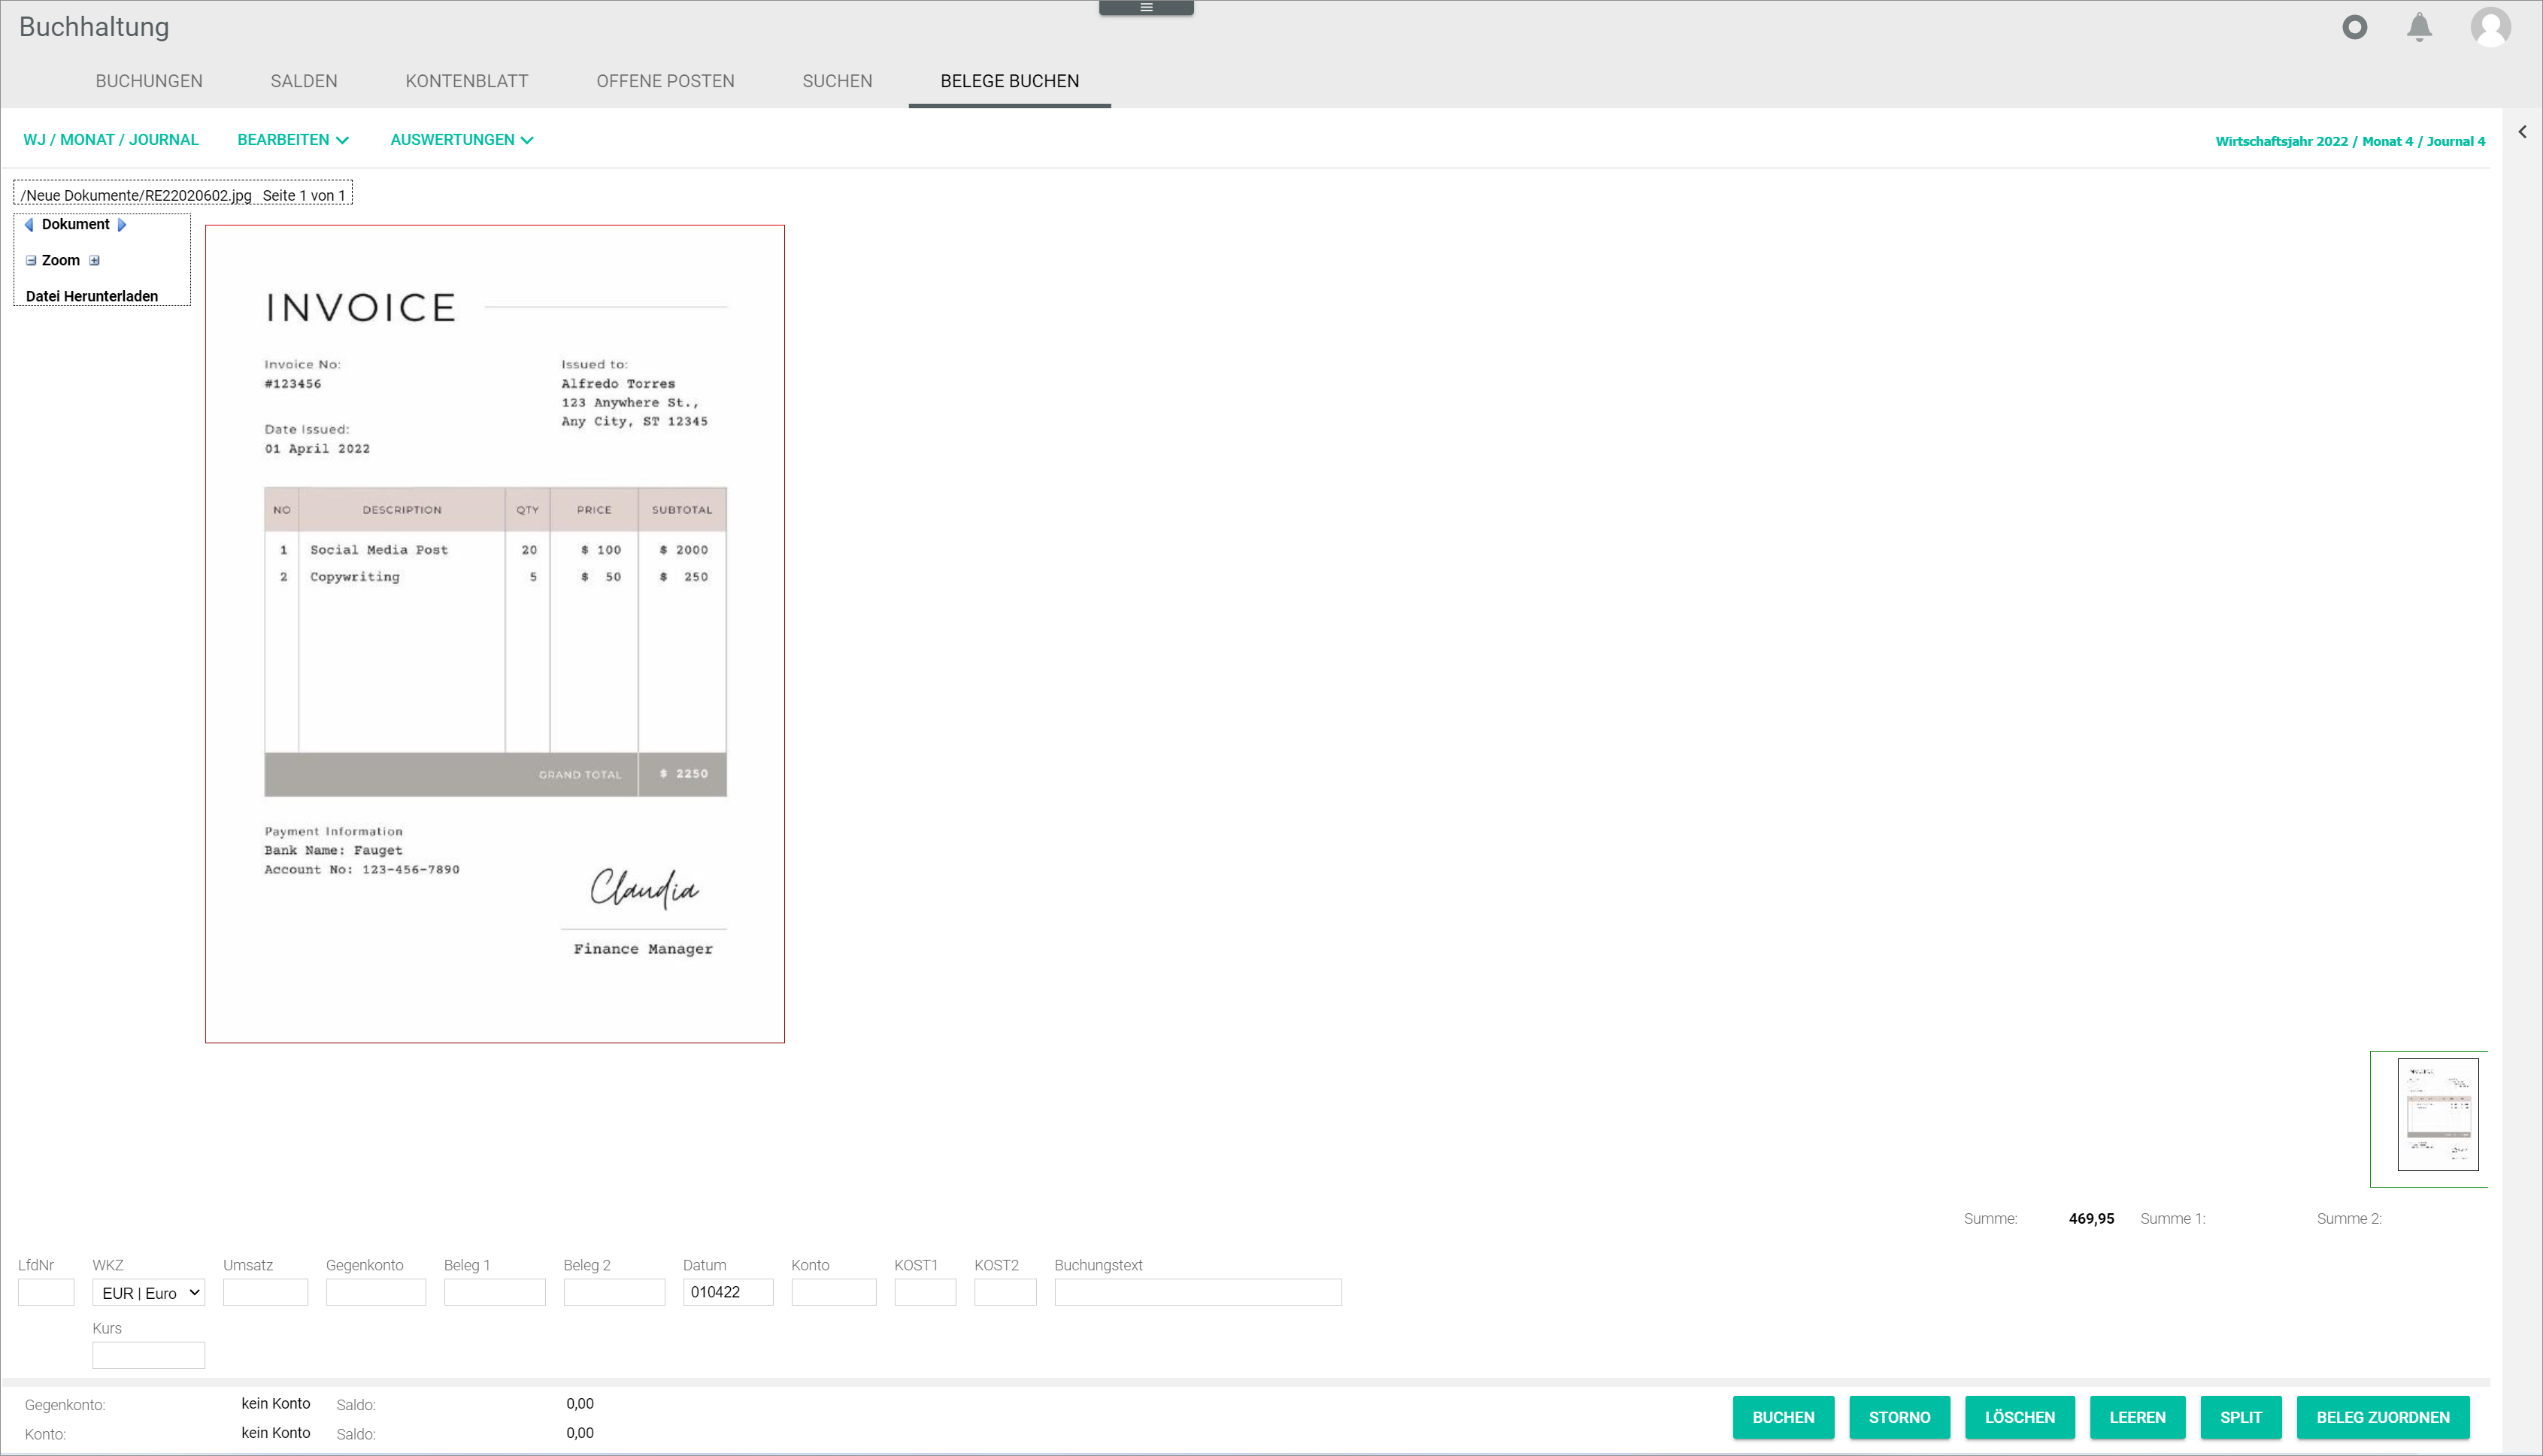 Buchhaltung
BUCHUNGEN SALDEN KONTENBLATT OFFENE POSTEN SUCHEN BELEGE BUCHEN
WJ / MONAT / JOURNAL BEARBEITEN AUSWERTUNGEN Wirtschaftsjahr 2022 / Monat 4 / Journal 4
/Neue Dokumente/RE22020602.jpg Seite 1 von 1
Dokument
Zoom
Datei Herunterladen
INVOICE
Invoice No:
#123456
Date Issued:
01 April 2022
Issued to:
Alfredo Torres
123 Anywhere St.,
Any City, ST 12345
NO DESCRIPTION QTY PRICE SUBTOTAL
1 Social Media Post 20 $ 100 $ 2000
2 Copywriting 5 $ 50 $ 250
GRAND TOTAL $ 2250
Payment Information
Bank Name: Fauget
Account No: 123-456-7890
Claudia
Finance Manager
Summe: 469,95 Summe 1: Summe 2:
LfdNr WKZ Umsatz Gegenkonto Beleg 1 Beleg 2 Datum Konto KOST1 KOST2 Buchungstext
EUR | Euro 010422
Kurs
Gegenkonto: kein Konto Saldo: 0,00
Konto: kein Konto Saldo: 0,00
BUCHEN STORNO LÖSCHEN LEEREN SPLIT BELEG ZUORDNEN